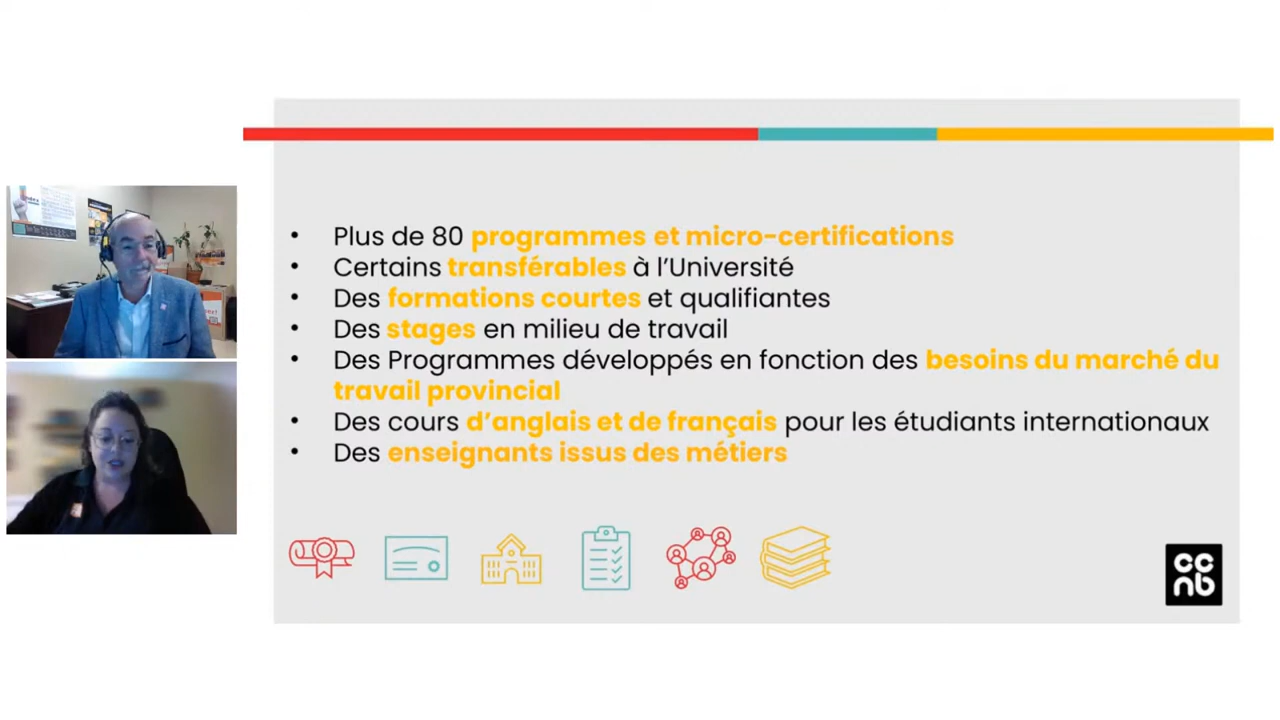 • Plus de 80 programmes et micro-certifications
• Certains transférables à l’Université
• Des formations courtes et qualifiantes
• Des stages en milieu de travail
• Des Programmes développés en fonction des besoins du marché du
travail provincial
• Des cours d’anglais et de français pour les étudiants internationaux
• Des enseignants issus des métiers
cc
nb